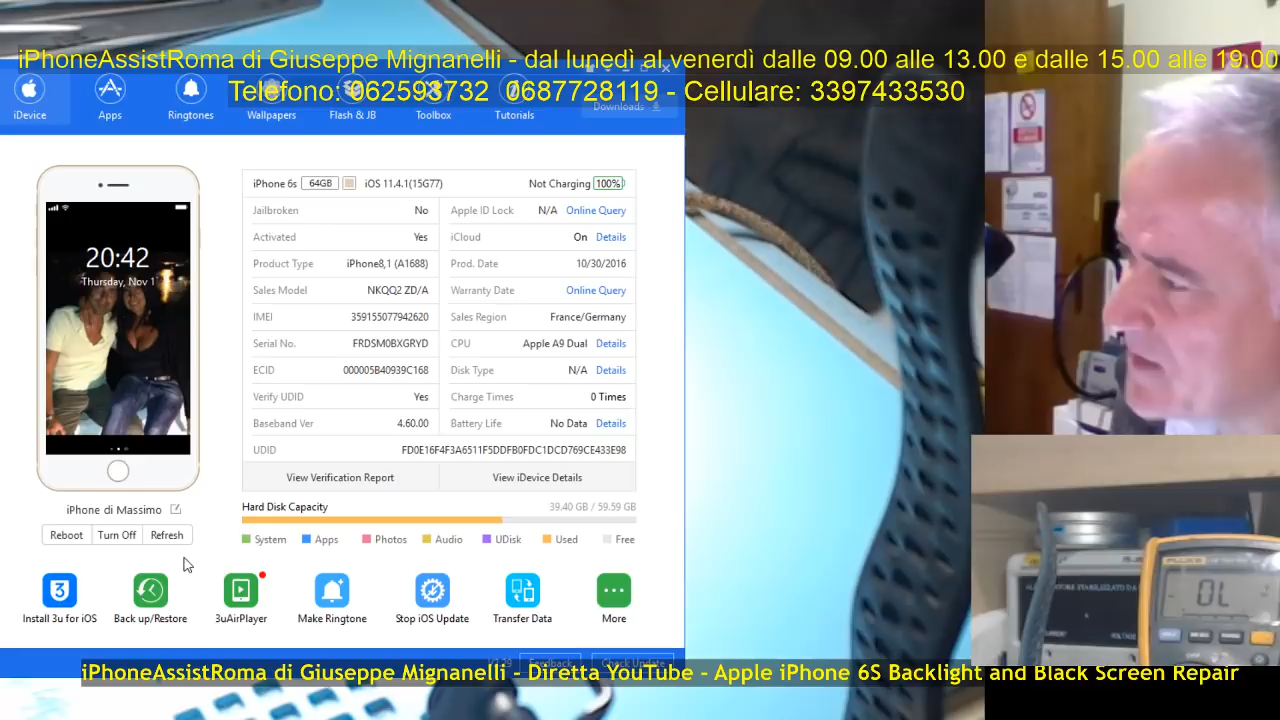 iPhoneAssistRoma di Giuseppe Mignanelli - dal lunedì al venerdì dalle 09.00 alle 13.00 e dalle 15.00 alle 19.00
Telefono: 062593732 0687728119 - Cellulare: 3397433530
iDevice
Apps
Ringtones
Wallpapers
Flash & JB
Toolbox
Tutorials
Downloads
20:42
Thursday, Nov 1
iPhone di Massimo
Reboot
Turn Off
Refresh
iPhone 6s 64GB iOS 11.4.1(15G77) Not Charging 100%
Jailbroken No Apple ID Lock N/A Online Query
Activated Yes iCloud On Details
Product Type iPhone8,1 (A1688) Prod. Date 10/30/2016
Sales Model NKQQ2 ZD/A Warranty Date Online Query
IMEI 359155077942620 Sales Region France/Germany
Serial No. FRDSM0BXGRYD CPU Apple A9 Dual Details
ECID 000005B40939C168 Disk Type N/A Details
Verify UDID Yes Charge Times 0 Times
Baseband Ver 4.60.00 Battery Life No Data Details
UDID FD0E16F4F3A6511F5DDFB0FDC1DCD769CE433E98
View Verification Report View iDevice Details
Hard Disk Capacity 39.40 GB / 59.59 GB
System Apps Photos Audio UDisk Used Free
Install 3u for iOS
Back up/Restore
3uAirPlayer
Make Ringtone
Stop iOS Update
Transfer Data
More
Feedback
Check Update
FLUKE
OL
iPhoneAssistRoma di Giuseppe Mignanelli - Diretta YouTube - Apple iPhone 6S Backlight and Black Screen Repair